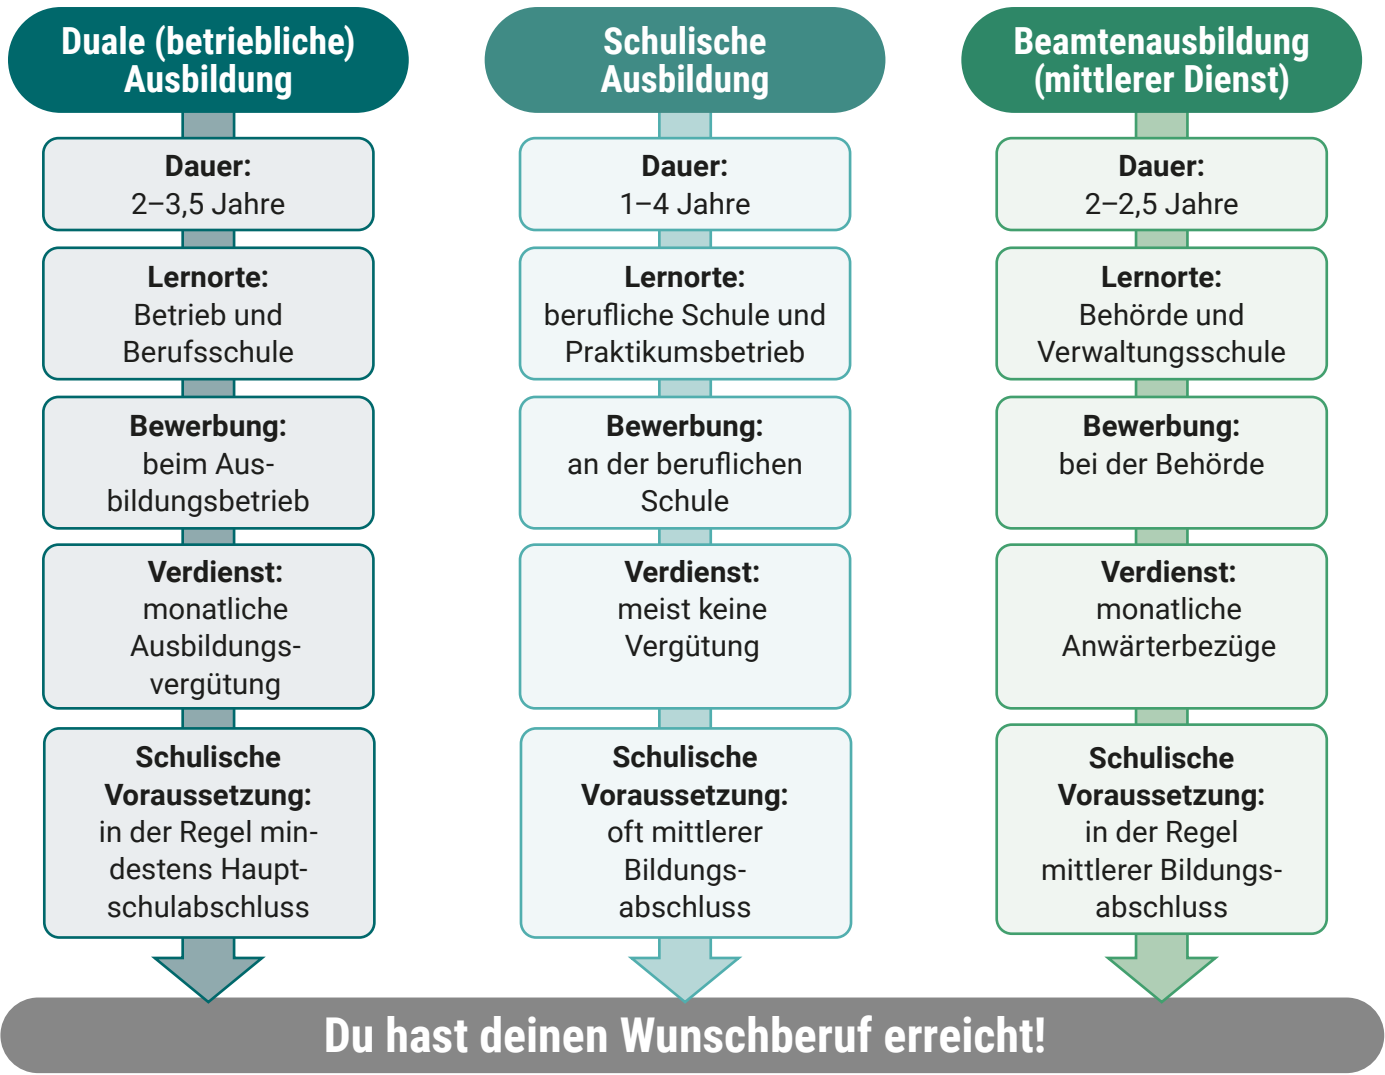 Duale (betriebliche)
Ausbildung
Dauer:
2–3,5 Jahre
Lernorte:
Betrieb und
Berufsschule
Bewerbung:
beim Aus-
bildungsbetrieb
Verdienst:
monatliche
Ausbildungs-
vergütung
Schulische
Voraussetzung:
in der Regel min-
destens Haupt-
schulabschluss
Schulische
Ausbildung
Dauer:
1–4 Jahre
Lernorte:
berufliche Schule und
Praktikumsbetrieb
Bewerbung:
an der beruflichen
Schule
Verdienst:
meist keine
Vergütung
Schulische
Voraussetzung:
oft mittlerer
Bildungs-
abschluss
Beamtenausbildung
(mittlerer Dienst)
Dauer:
2–2,5 Jahre
Lernorte:
Behörde und
Verwaltungsschule
Bewerbung:
bei der Behörde
Verdienst:
monatliche
Anwärterbezüge
Schulische
Voraussetzung:
in der Regel
mittlerer Bildungs-
abschluss
Du hast deinen Wunschberuf erreicht!